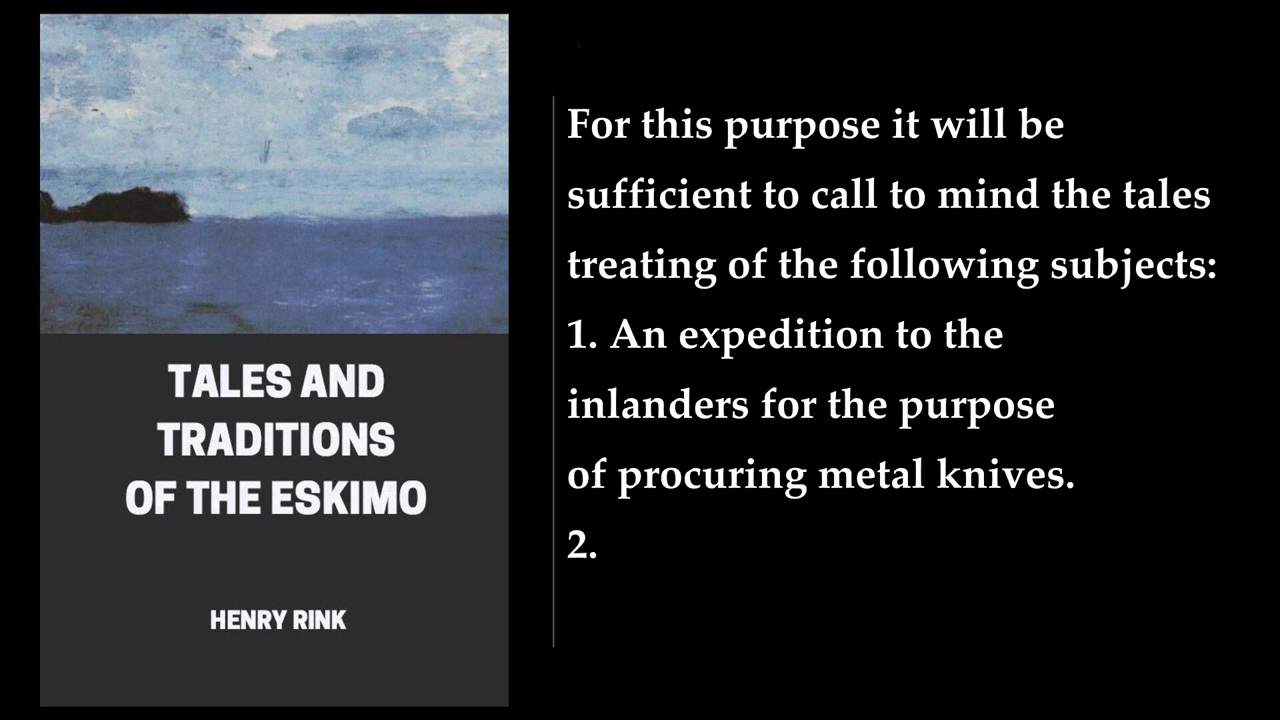 TALES AND
TRADITIONS
OF THE ESKIMO
HENRY RINK
For this purpose it will be
sufficient to call to mind the tales
treating of the following subjects:
1. An expedition to the
inlanders for the purpose
of procuring metal knives.
2.